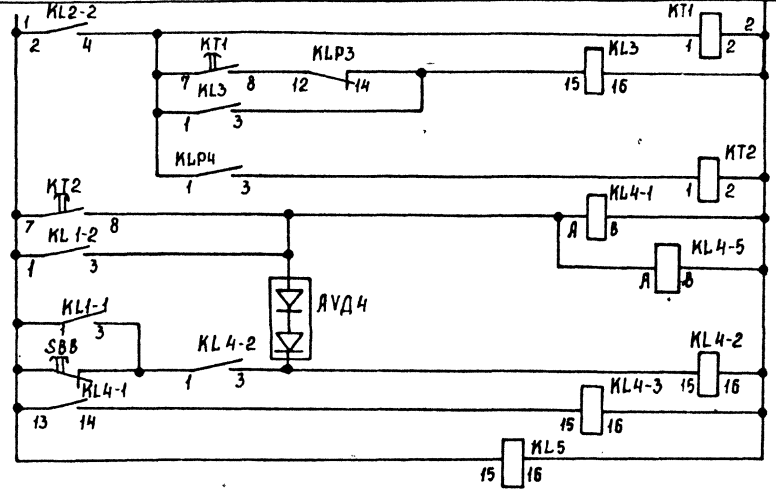 1 KL2-2 KT1
2 4 1 2 2
KT1 KLP3 KL3
7 8 12 14 15 16
KL3
1 3
KLP4 KT2
1 3 1 2
KT2 KL4-1
7 8 A B
KL1-2 KL4-5
1 3 A B
АУД4
KL1-1
1 3
SBB KL4-2 KL4-2
1 3 15 16
KL4-1 KL4-3
13 14 15 16
KL5
15 16